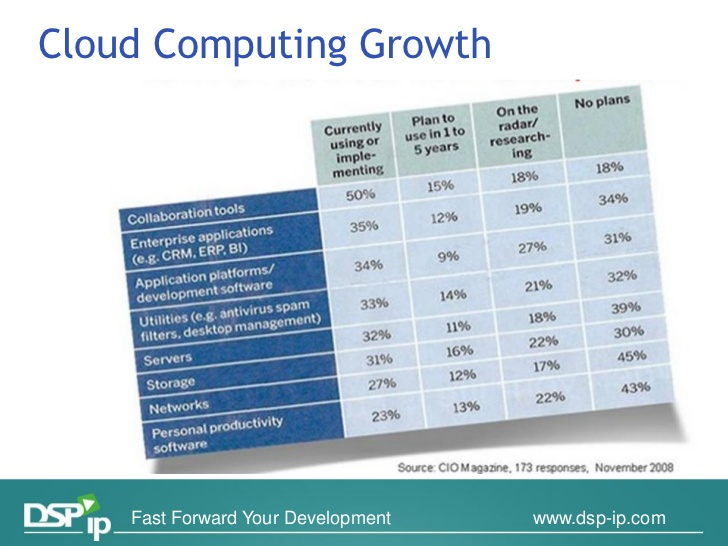 Cloud Computing Growth
Currently
using or
imple-
menting
Plan to
use in 1 to
5 years
On the
radar/
research-
ing
No plans
Collaboration tools 50% 15% 18% 18%
Enterprise applications
(e.g. CRM, ERP, BI) 35% 12% 19% 34%
Application platforms/
development software 34% 9% 27% 31%
Utilities (e.g. antivirus spam
filters, desktop management) 33% 14% 21% 32%
Servers 32% 11% 18% 39%
Storage 31% 16% 22% 30%
Networks 27% 12% 17% 45%
Personal productivity
software 23% 13% 22% 43%
Source: CIO Magazine, 173 responses, November 2008
DSP ip
Fast Forward Your Development
www.dsp-ip.com